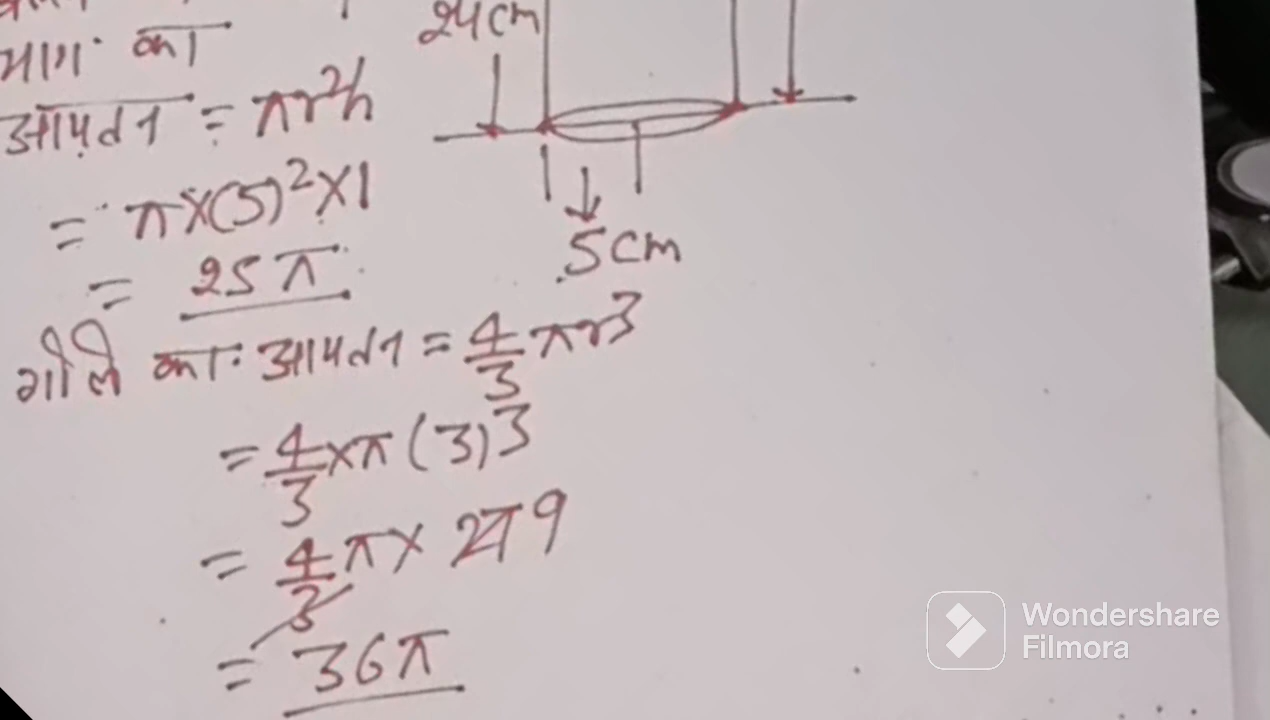 24cm
भाग का
आयतन = πr²h
= π×(5)²×1
= 25π
5cm
गोले का आयतन = 4/3 πr³
= 4/3 ×π (3)³
= 4/3 π× 27 9
= 36π
Wondershare
Filmora